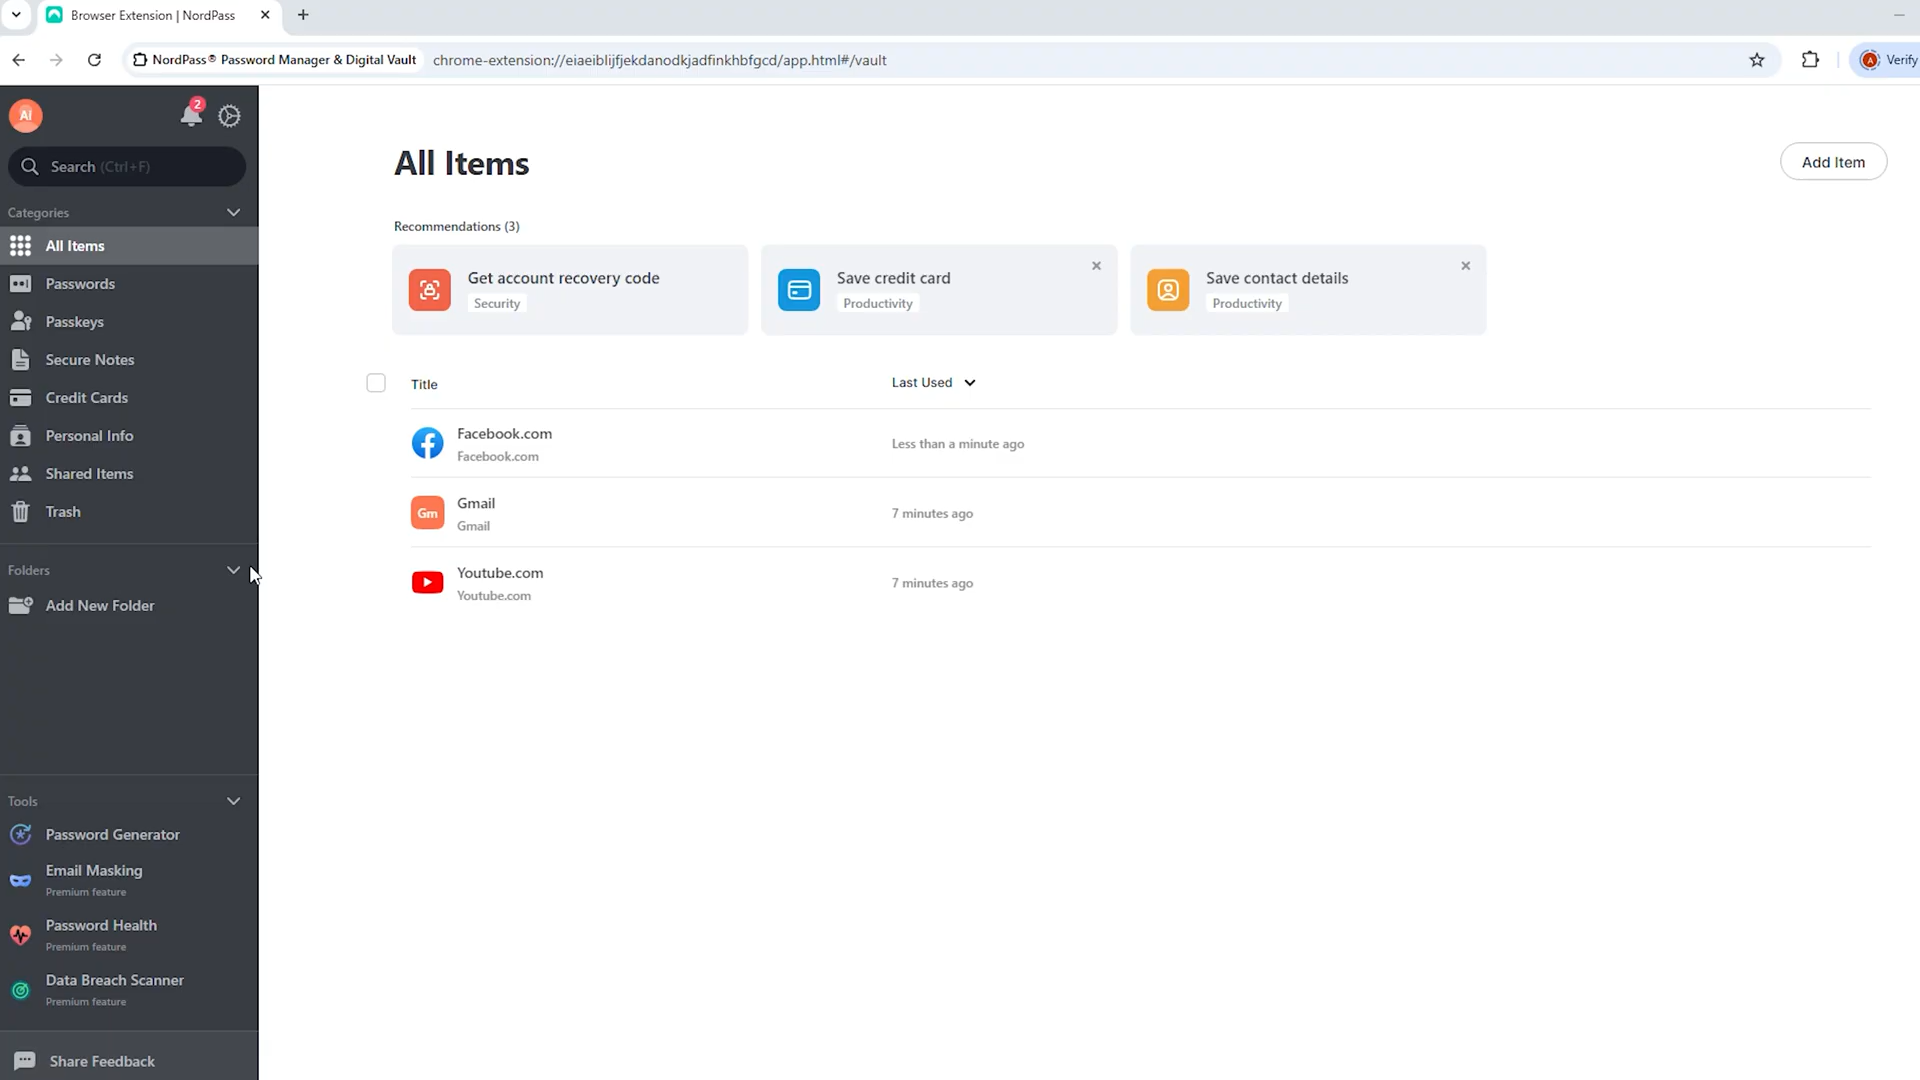 Browser Extension | NordPass
NordPass® Password Manager & Digital Vault
chrome-extension://eiaeiblijfjekdanodkjadfinkhbfgcd/app.html#/vault
Verify
AI
2
Search (Ctrl+F)
Categories
All Items
Passwords
Passkeys
Secure Notes
Credit Cards
Personal Info
Shared Items
Trash
Folders
Add New Folder
Tools
Password Generator
Email Masking
Premium feature
Password Health
Premium feature
Data Breach Scanner
Premium feature
Share Feedback
All Items
Add Item
Recommendations (3)
Get account recovery code
Security
Save credit card
Productivity
Save contact details
Productivity
Title
Last Used
Facebook.com
Facebook.com
Less than a minute ago
Gm
Gmail
Gmail
7 minutes ago
Youtube.com
Youtube.com
7 minutes ago